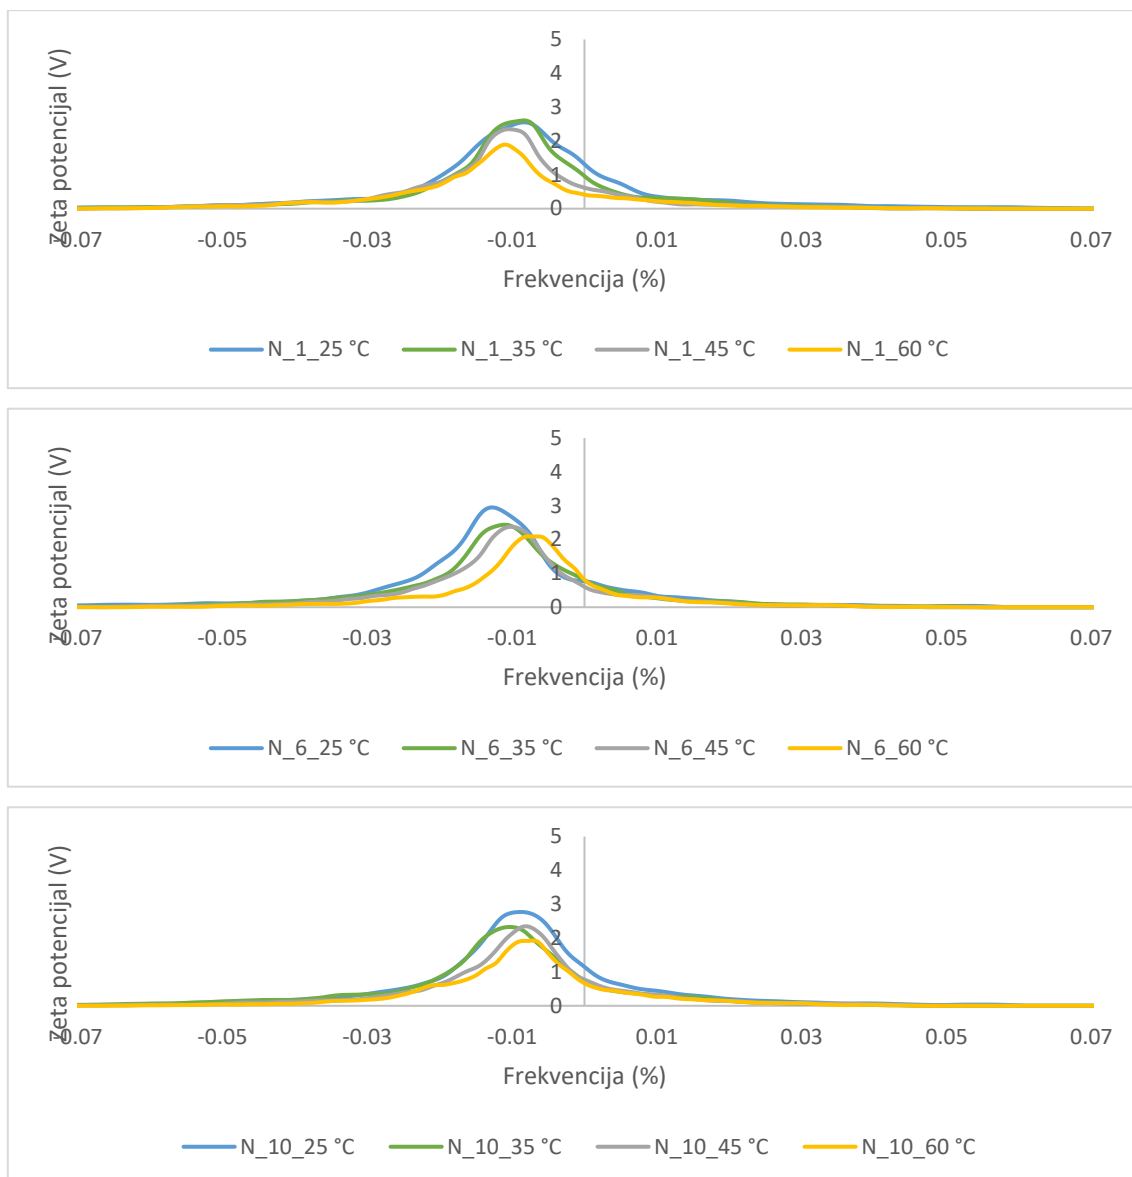 Zeta potencijal (V)
5
4
3
2
1
0
-0.07 -0.05 -0.03 -0.01 0.01 0.03 0.05 0.07
Frekvencija (%)
N_1_25 °C N_1_35 °C N_1_45 °C N_1_60 °C
Zeta potencijal (V)
5
4
3
2
1
0
-0.07 -0.05 -0.03 -0.01 0.01 0.03 0.05 0.07
Frekvencija (%)
N_6_25 °C N_6_35 °C N_6_45 °C N_6_60 °C
Zeta potencijal (V)
5
4
3
2
1
0
-0.07 -0.05 -0.03 -0.01 0.01 0.03 0.05 0.07
Frekvencija (%)
N_10_25 °C N_10_35 °C N_10_45 °C N_10_60 °C